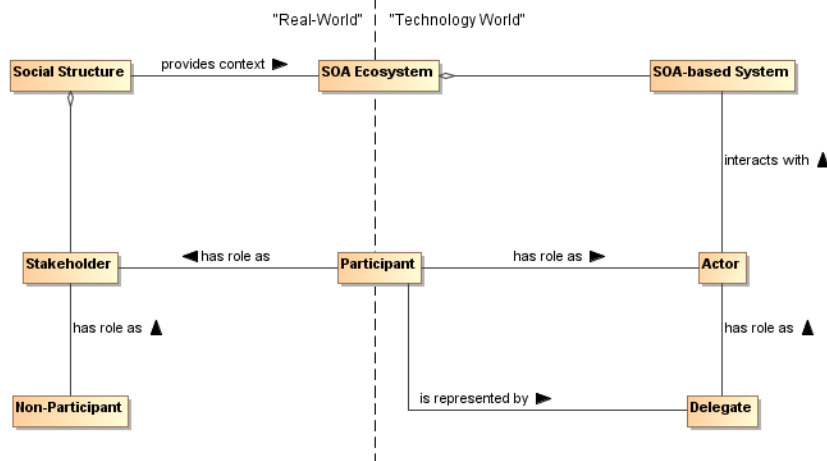 "Real-World" "Technology World"
Social Structure provides context SOA Ecosystem SOA-based System
interacts with
Stakeholder has role as Participant has role as Actor
has role as has role as
Non-Participant is represented by Delegate